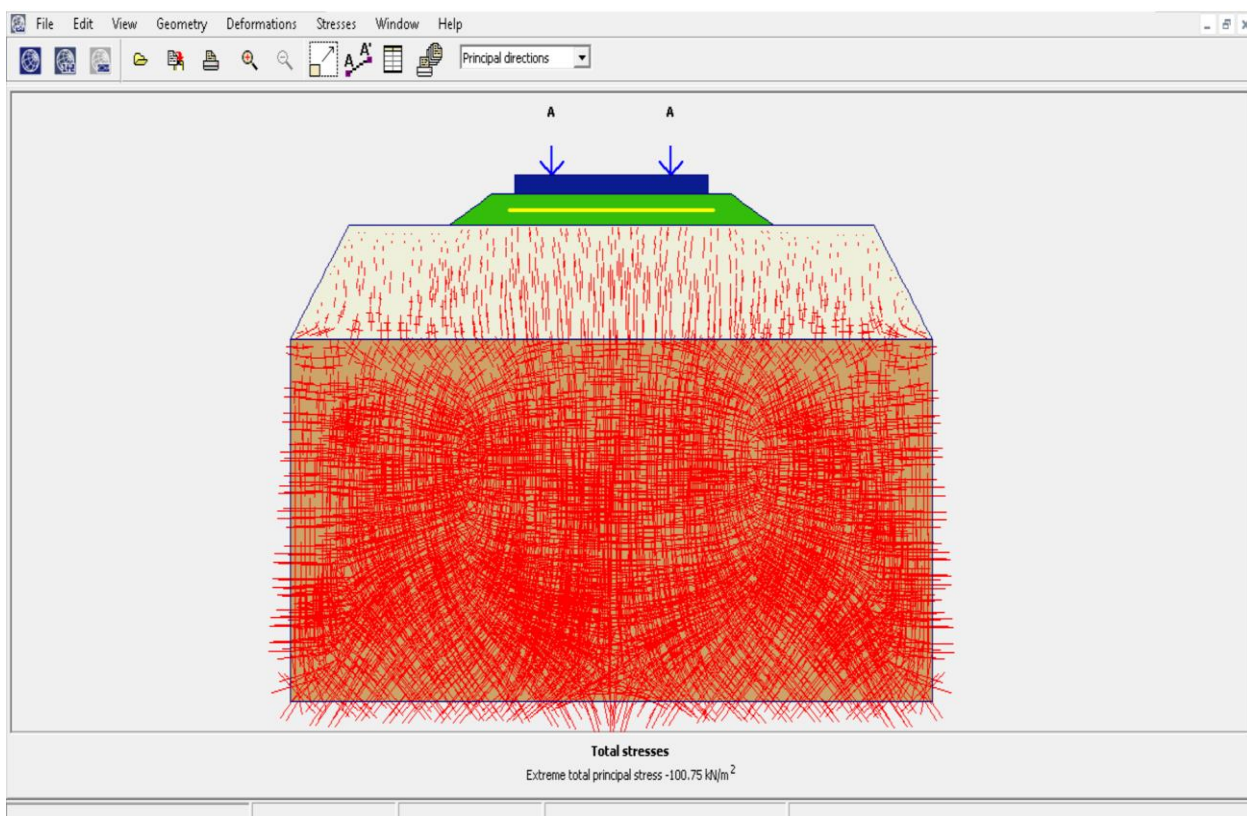 File Edit View Geometry Deformations Stresses Window Help
Principal directions
A A
Total stresses
Extreme total principal stress -100.75 kN/m²